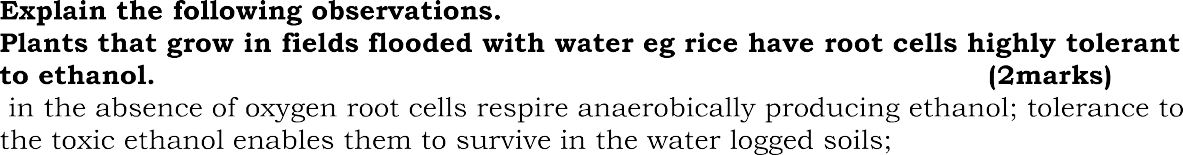 Explain the following observations.
Plants that grow in fields flooded with water eg rice have root cells highly tolerant
to ethanol. (2marks)
in the absence of oxygen root cells respire anaerobically producing ethanol; tolerance to
the toxic ethanol enables them to survive in the water logged soils;